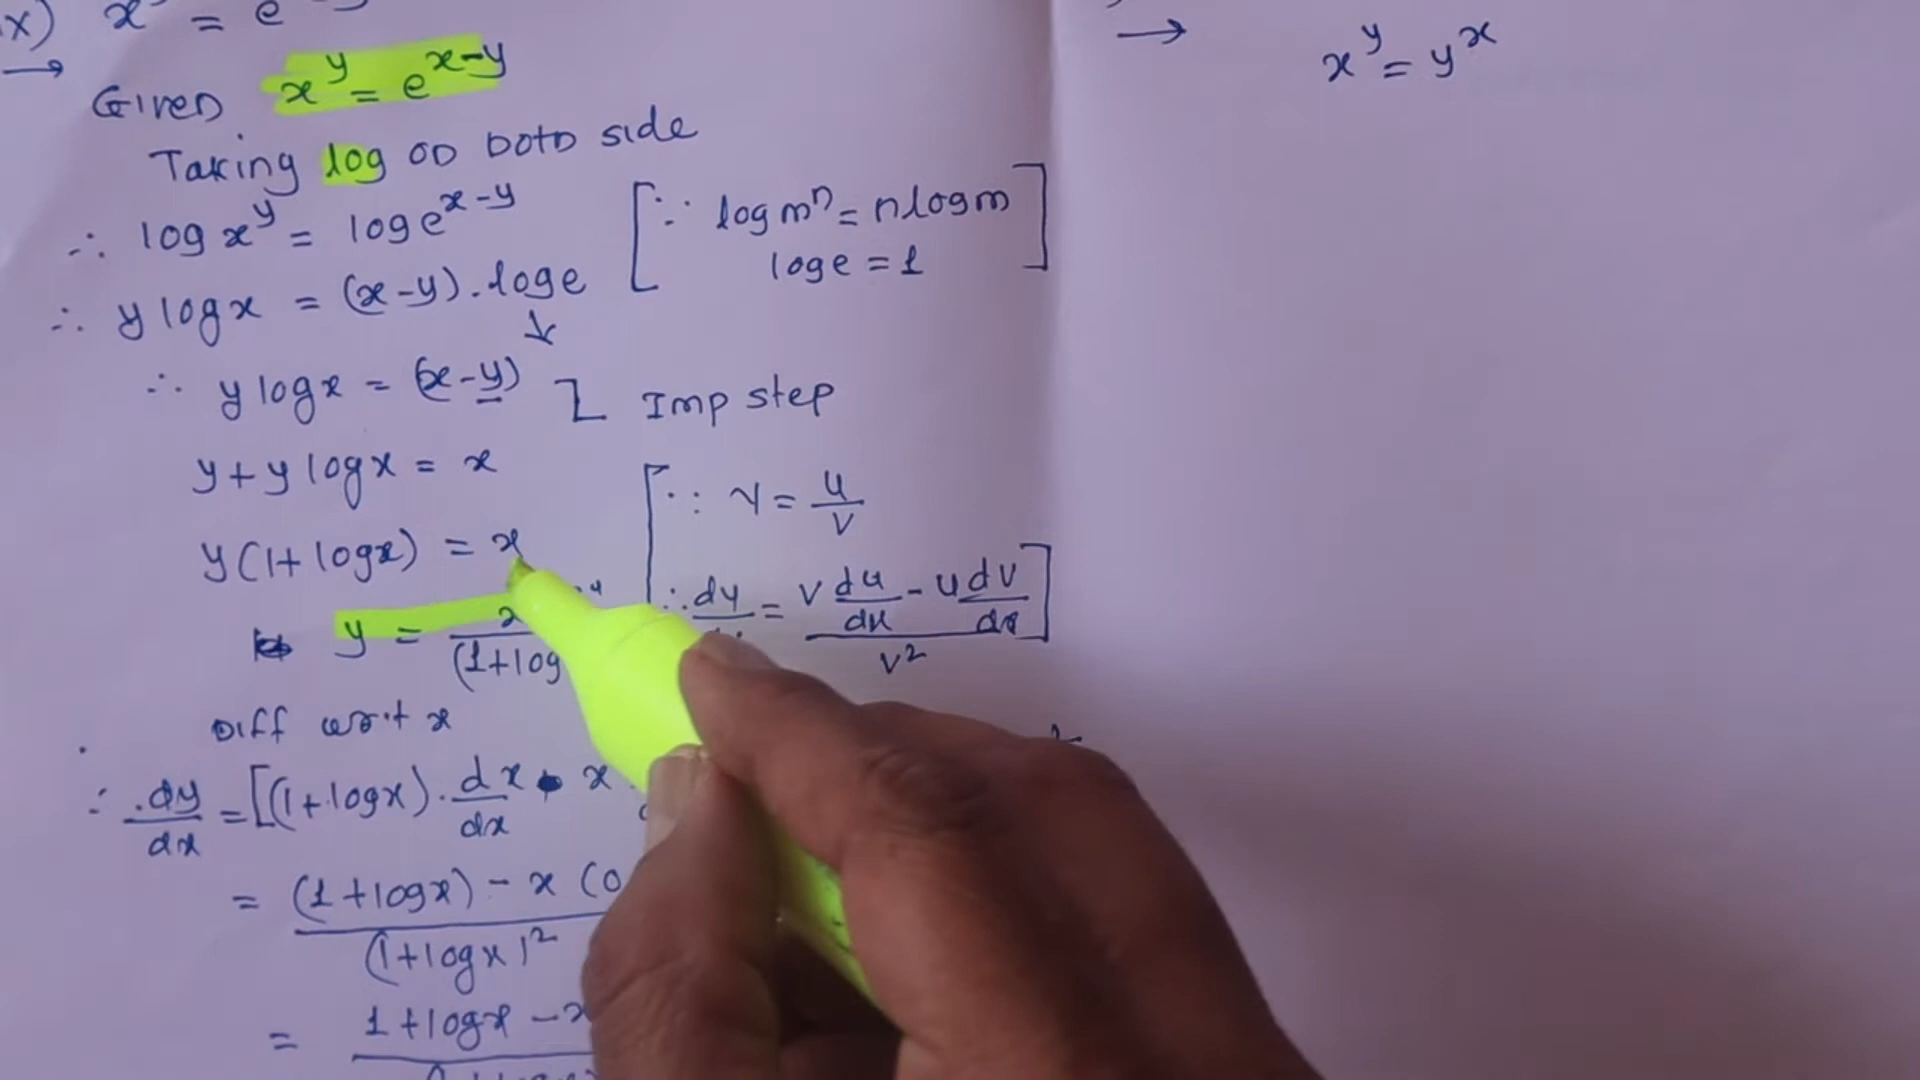 x) x = e
→ Given x^y = e^(x-y)
Taking log on both side
∴ log x^y = log e^(x-y) [∵ log m^n = n log m
log e = 1]
∴ y log x = (x-y) . log e
∴ y log x = (x-y) ] Imp step
y + y log x = x
y(1 + log x) = x
[∵ y = u/v
∴ dy = (v du/dx - u dv/dx)/v²]
y = x/(1+log
Diff w.r.t x
∴ dy/dx = [(1+log x) . d/dx x x
= (1+log x) - x (0
(1+log x)²
= 1+log x - x
→ x^y = y^x